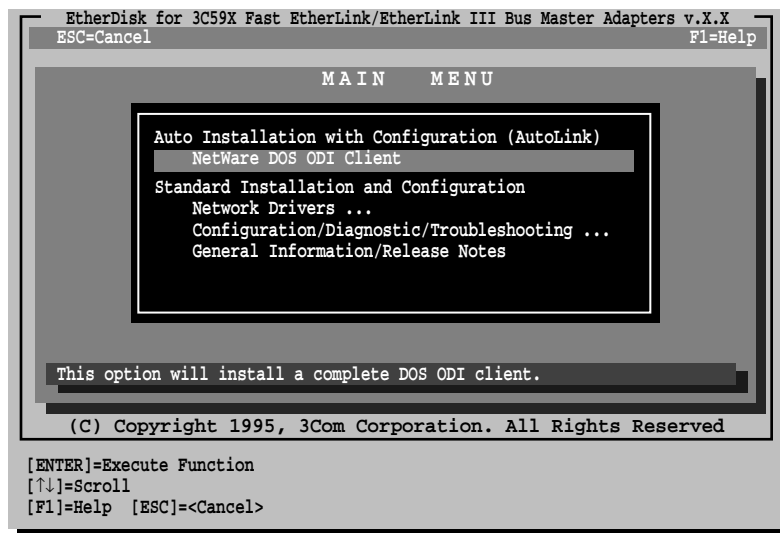 EtherDisk for 3C59X Fast EtherLink/EtherLink III Bus Master Adapters v.X.X
ESC=Cancel F1=Help
MAIN MENU
Auto Installation with Configuration (AutoLink)
NetWare DOS ODI Client
Standard Installation and Configuration
Network Drivers ...
Configuration/Diagnostic/Troubleshooting ...
General Information/Release Notes
This option will install a complete DOS ODI client.
(C) Copyright 1995, 3Com Corporation. All Rights Reserved
[ENTER]=Execute Function
[↑↓]=Scroll
[F1]=Help [ESC]=<Cancel>